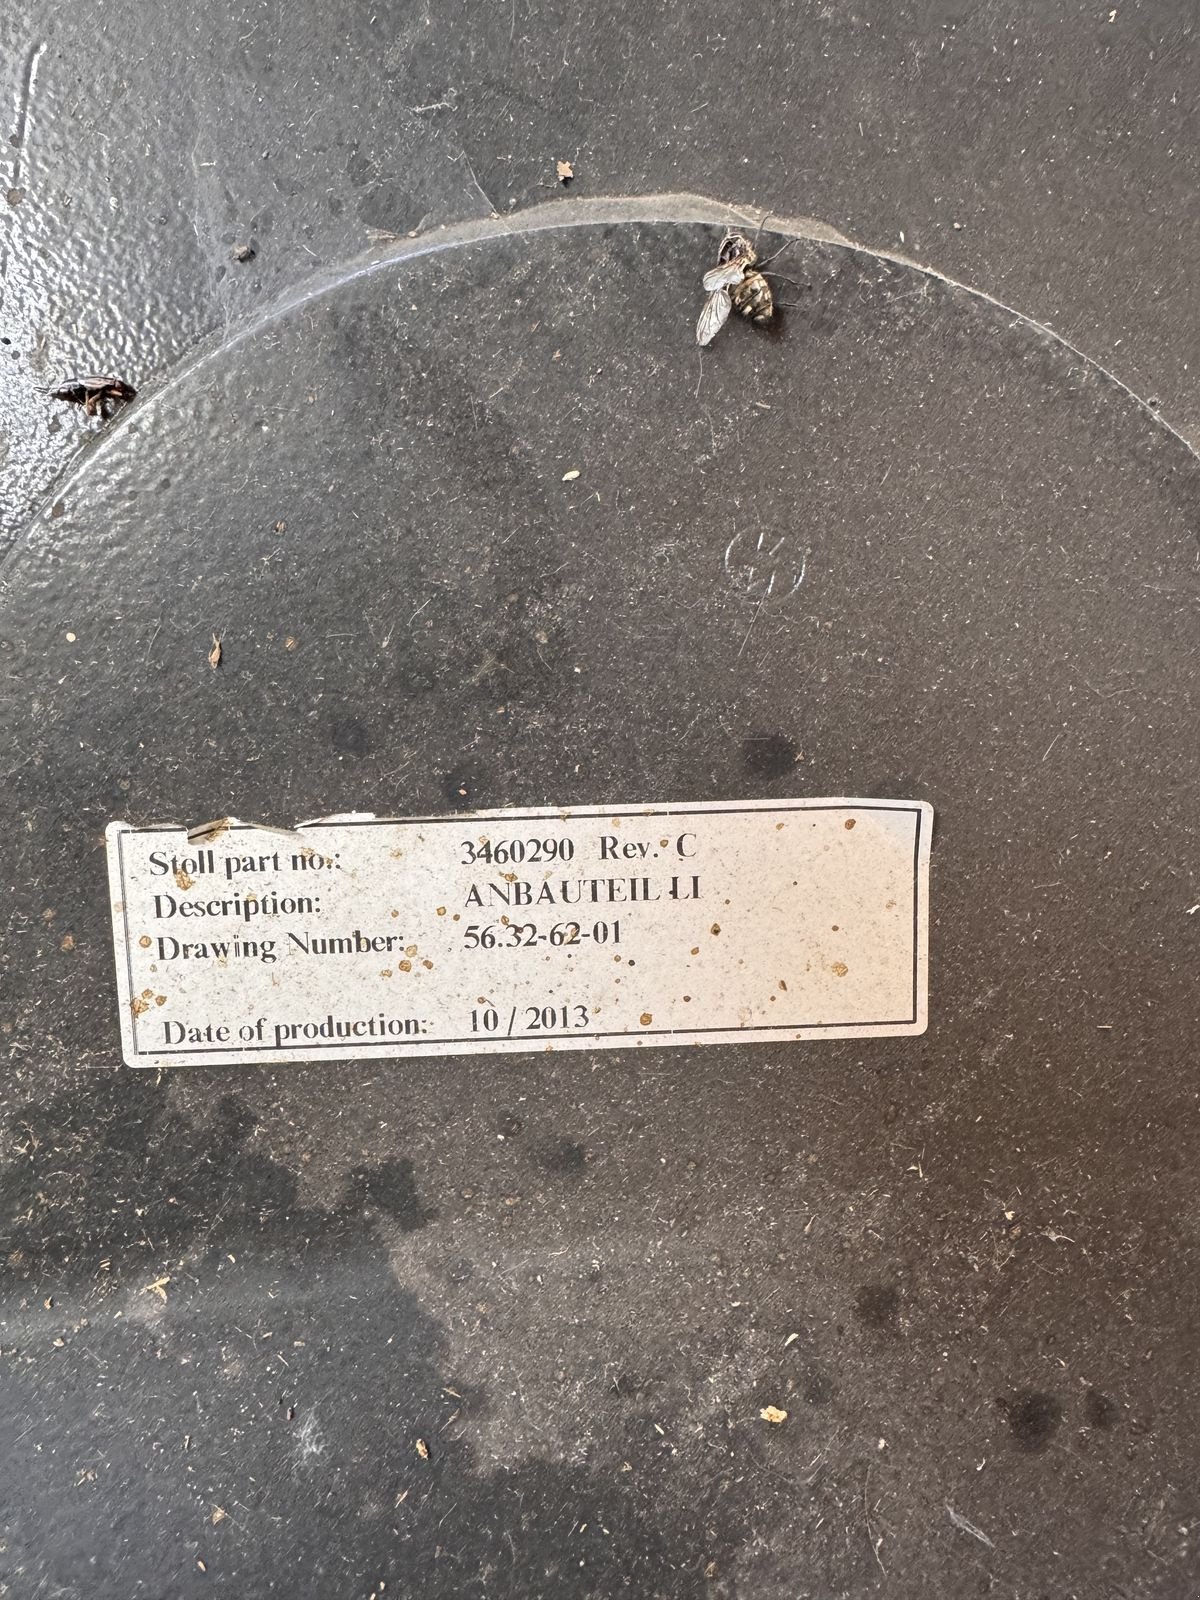 Stoll part no.: 3460290 Rev. C
Description: ANBAUTEIL LI
Drawing Number: 56.32-62-01
Date of production: 10 / 2013